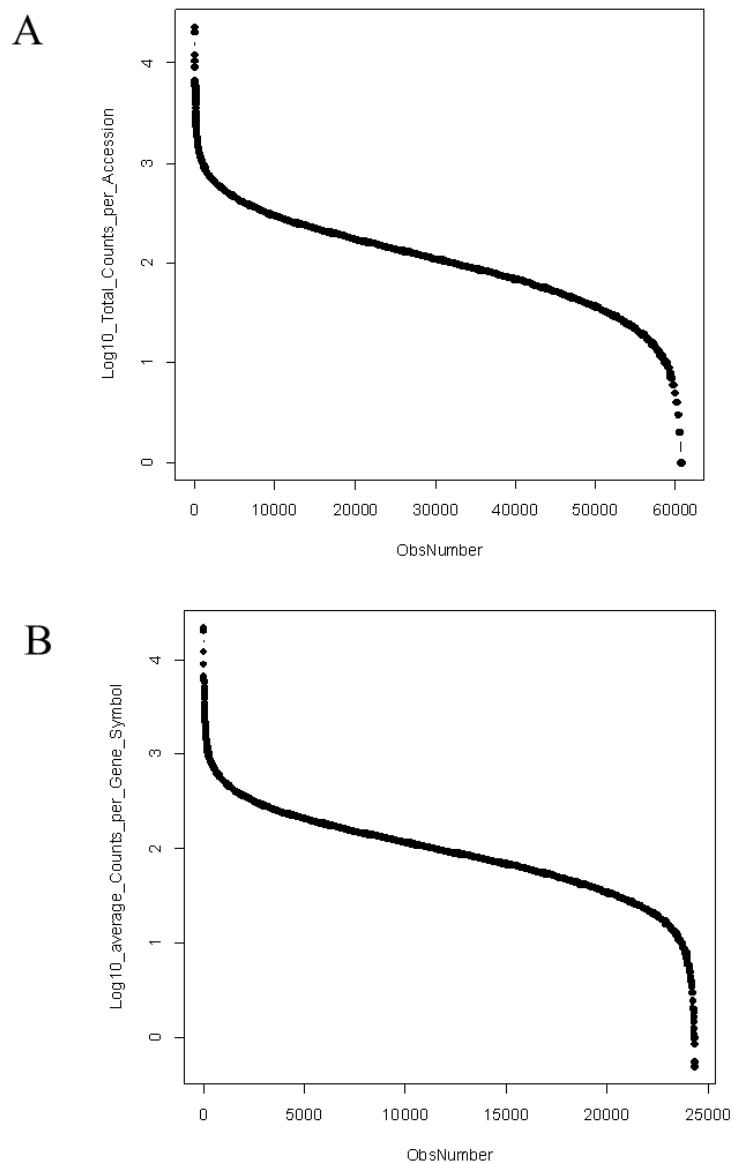 A
Log10_Total_Counts_per_Accession
4
3
2
1
0
0 10000 20000 30000 40000 50000 60000
ObsNumber
B
Log10_average_Counts_per_Gene_Symbol
4
3
2
1
0
0 5000 10000 15000 20000 25000
ObsNumber